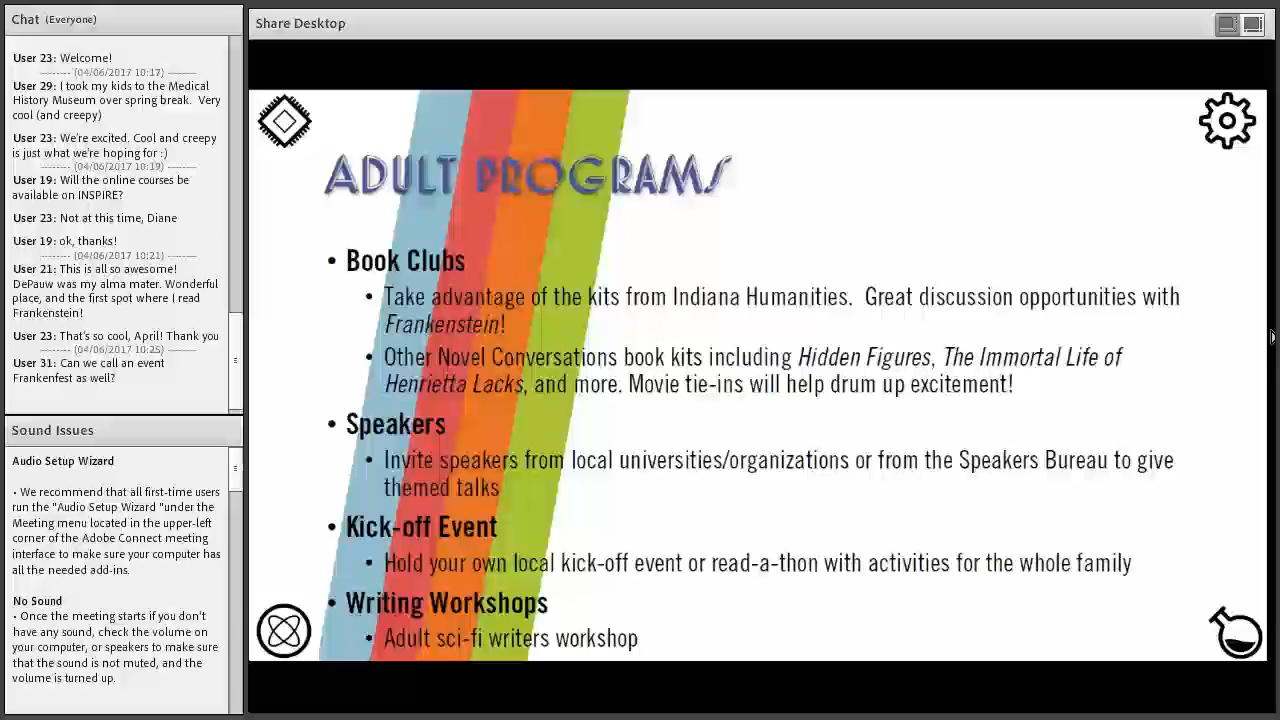 Chat (Everyone)
User 23: Welcome!
-------- (04/06/2017 10:17) --------
User 29: I took my kids to the Medical
History Museum over spring break.  Very
cool (and creepy)
User 23: We're excited. Cool and creepy
is just what we're hoping for :)
-------- (04/06/2017 10:19) --------
User 19: Will the online courses be
available on INSPIRE?
User 23: Not at this time, Diane
User 19: ok, thanks!
-------- (04/06/2017 10:21) --------
User 21: This is all so awesome!
DePauw was my alma mater. Wonderful
place, and the first spot where I read
Frankenstein!
User 23: That's so cool, April! Thank you
-------- (04/06/2017 10:25) --------
User 31: Can we call an event
Frankenfest as well?
Sound Issues
Audio Setup Wizard
• We recommend that all first-time users
run the "Audio Setup Wizard "under the
Meeting menu located in the upper-left
corner of the Adobe Connect meeting
interface to make sure your computer has
all the needed add-ins.
No Sound
• Once the meeting starts if you don't
have any sound, check the volume on
your computer, or speakers to make sure
that the sound is not muted, and the
volume is turned up.
Share Desktop
ADULT PROGRAMS
• Book Clubs
• Take advantage of the kits from Indiana Humanities.  Great discussion opportunities with
Frankenstein!
• Other Novel Conversations book kits including Hidden Figures, The Immortal Life of
Henrietta Lacks, and more. Movie tie-ins will help drum up excitement!
• Speakers
• Invite speakers from local universities/organizations or from the Speakers Bureau to give
themed talks
• Kick-off Event
• Hold your own local kick-off event or read-a-thon with activities for the whole family
• Writing Workshops
• Adult sci-fi writers workshop